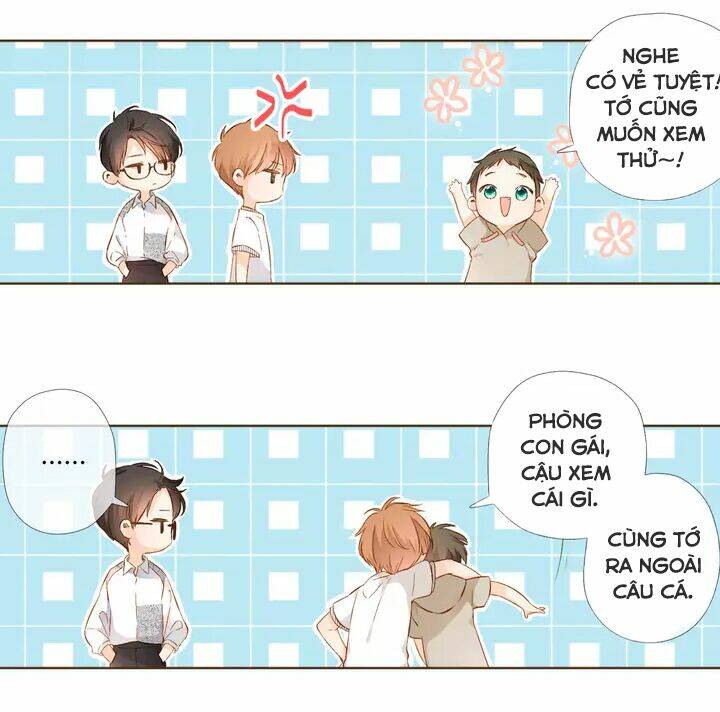 NGHE
CÓ VẺ TUYỆT!
TỚ CŨNG
MUỐN XEM
THỬ~!
......
PHÒNG
CON GÁI,
CẬU XEM
CÁI GÌ.
CÙNG TỚ
RA NGOÀI
CÂU CÁ.